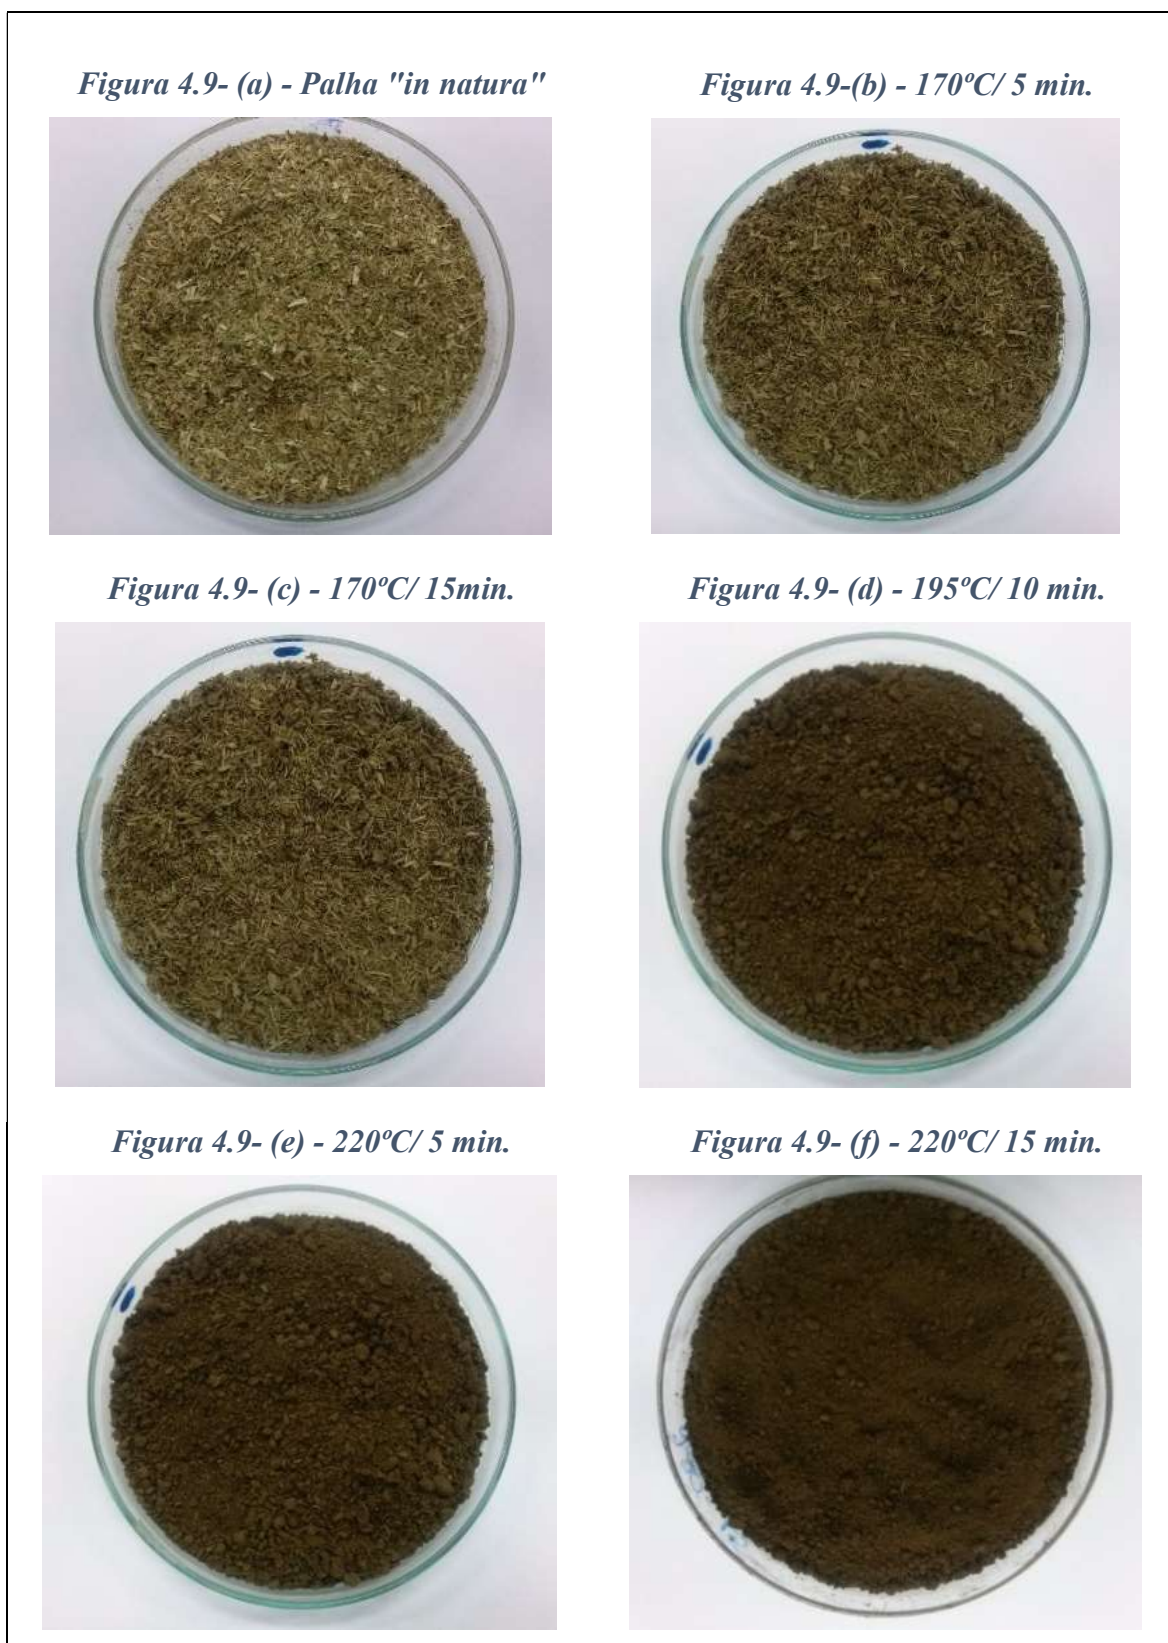 Figura 4.9- (a) - Palha "in natura"
Figura 4.9-(b) - 170ºC/ 5 min.
Figura 4.9- (c) - 170ºC/ 15min.
Figura 4.9- (d) - 195ºC/ 10 min.
Figura 4.9- (e) - 220ºC/ 5 min.
Figura 4.9- (f) - 220ºC/ 15 min.